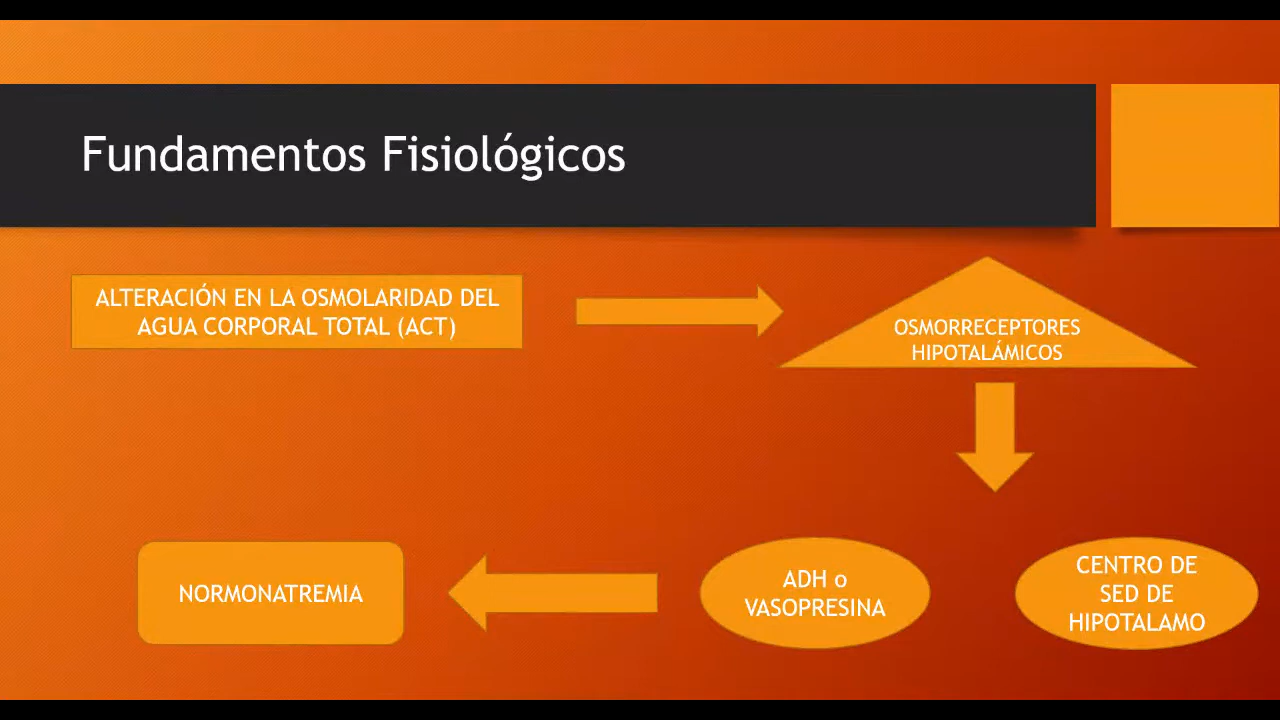 Fundamentos Fisiológicos
ALTERACIÓN EN LA OSMOLARIDAD DEL
AGUA CORPORAL TOTAL (ACT)
OSMORRECEPTORES
HIPOTALÁMICOS
NORMONATREMIA
ADH o
VASOPRESINA
CENTRO DE
SED DE
HIPOTALAMO